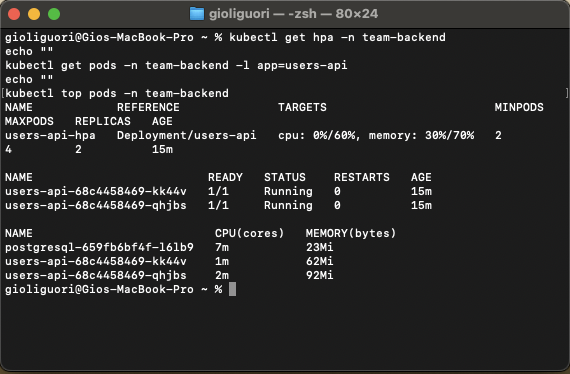 gioliguori — -zsh — 80×24
gioliguori@Gios-MacBook-Pro ~ % kubectl get hpa -n team-backend
echo ""
kubectl get pods -n team-backend -l app=users-api
echo ""
[kubectl top pods -n team-backend ]
NAME REFERENCE TARGETS MINPODS
MAXPODS REPLICAS AGE
users-api-hpa Deployment/users-api cpu: 0%/60%, memory: 30%/70% 2
4 2 15m
NAME READY STATUS RESTARTS AGE
users-api-68c4458469-kk44v 1/1 Running 0 15m
users-api-68c4458469-qhjbs 1/1 Running 0 15m
NAME CPU(cores) MEMORY(bytes)
postgresql-659fb6bf4f-l6lb9 7m 23Mi
users-api-68c4458469-kk44v 1m 62Mi
users-api-68c4458469-qhjbs 2m 92Mi
gioliguori@Gios-MacBook-Pro ~ %